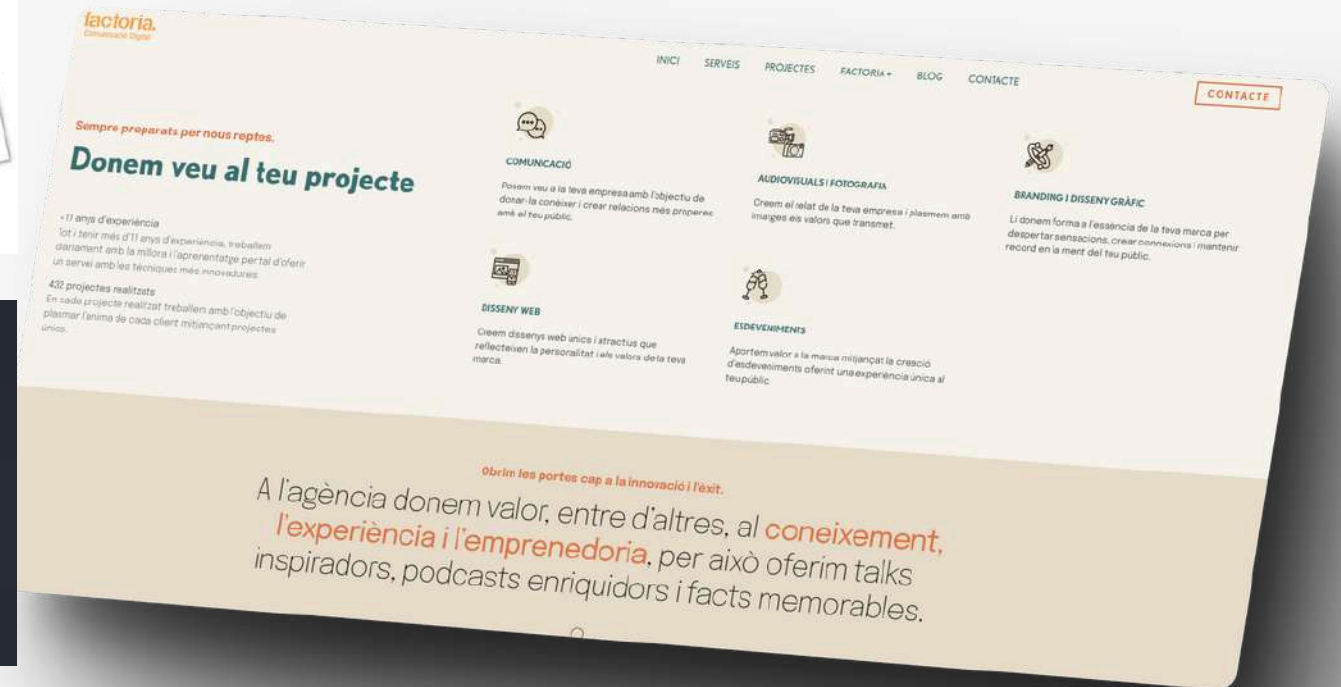 factoria.
Comunicació Digital
INICI
SERVEIS
PROJECTES
FACTORIA+
BLOG
CONTACTE
CONTACTE
Sempre preparats per nous reptes.
Donem veu al teu projecte
+11 anys d'experiència
Tot i tenir més d'11 anys d'experiència, treballem
diàriament amb la millora i l'aprenentatge per tal d'oferir
un servei amb les tècniques més innovadores.
432 projectes realitzats
En cada projecte realitzat treballem amb l'objectiu de
plasmar l'ànima de cada client mitjançant projectes
únics.
COMUNICACIÓ
Posem veu a la teva empresa amb l'objectiu de
donar-la conèixer i crear relacions més properes
amb el teu públic.
AUDIOVISUALS I FOTOGRAFIA
Creem el relat de la teva empresa i plasmem amb
imatges els valors que transmet.
BRANDING I DISSENY GRÀFIC
Li donem forma a l'essència de la teva marca per
despertar sensacions, crear connexions i mantenir
record en la ment del teu públic.
DISSENY WEB
Creem dissenys web únics i atractius que
reflecteixen la personalitat i els valors de la teva
marca.
ESDEVENIMENTS
Aportem valor a la marca mitjançat la creació
d'esdeveniments oferint una experiència única al
teu públic
Obrim les portes cap a la innovació i l'èxit.
A l'agència donem valor, entre d'altres, al coneixement,
l'experiència i l'emprenedoria, per això oferim talks
inspiradors, podcasts enriquidors i facts memorables.